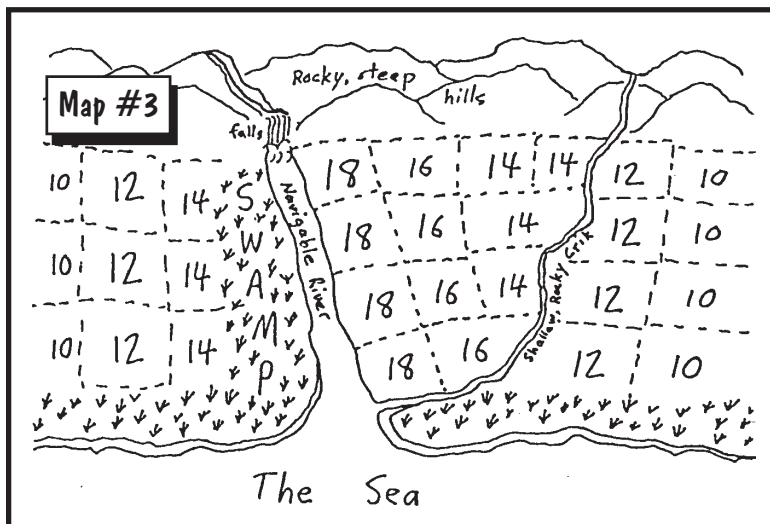 Map #3
Rocky, steep
hills
falls
10 12 14 18 16 14 14 12 10
10 12 14 18 16 14 12 10
10 12 14 18 16 14 12 10
18 16 12 10
SWAMP
Navigable River
Shallow, Rocky Crik
The Sea